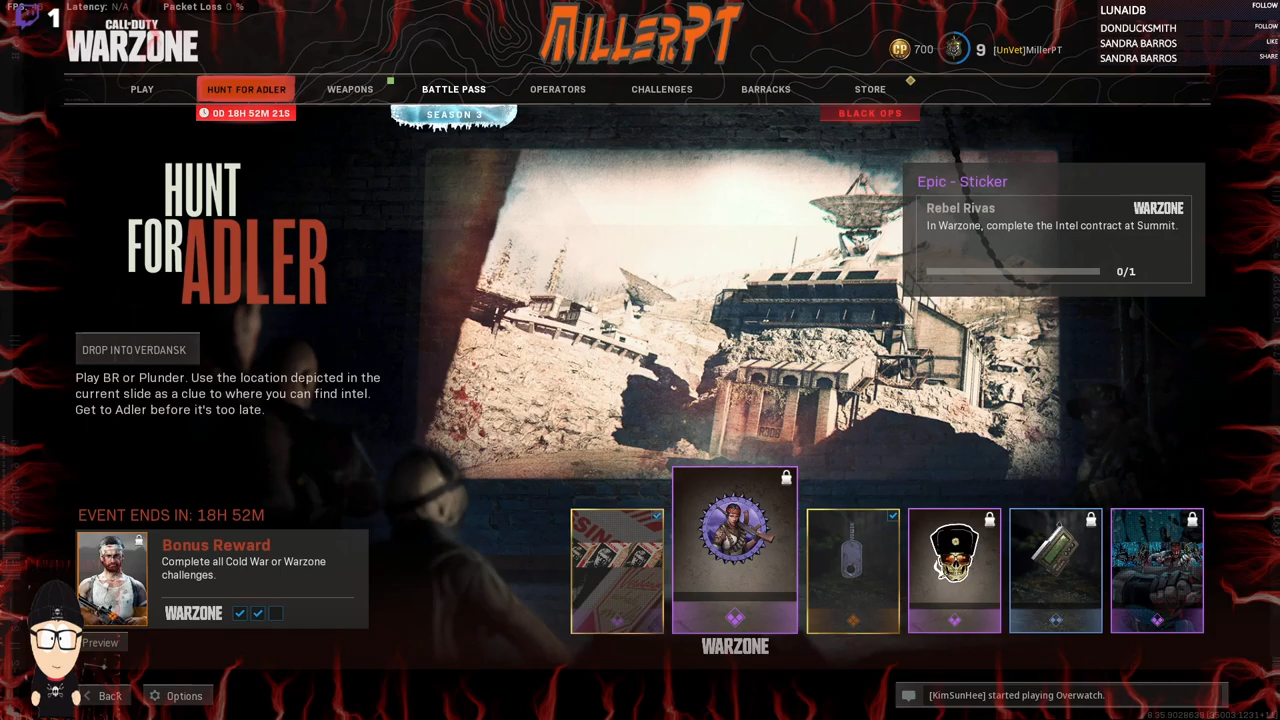 FPS:
Latency: N/A
Packet Loss 0 %
1
CALL OF DUTY
WARZONE
MILLERPT
CP 700
9
[UnVet]MillerPT
LUNAIDB FOLLOW
DONDUCKSMITH FOLLOW
SANDRA BARROS LIKE
SANDRA BARROS SHARE
PLAY
HUNT FOR ADLER
WEAPONS
BATTLE PASS
OPERATORS
CHALLENGES
BARRACKS
STORE
0D 18H 52M 21S
SEASON 3
BLACK OPS
HUNT
FOR ADLER
Epic - Sticker
Rebel Rivas
WARZONE
In Warzone, complete the Intel contract at Summit.
0/1
DROP INTO VERDANSK
Play BR or Plunder. Use the location depicted in the
current slide as a clue to where you can find intel.
Get to Adler before it's too late.
EVENT ENDS IN: 18H 52M
Bonus Reward
Complete all Cold War or Warzone
challenges.
WARZONE
WARZONE
Preview
Back
Options
[KimSunHee] started playing Overwatch.